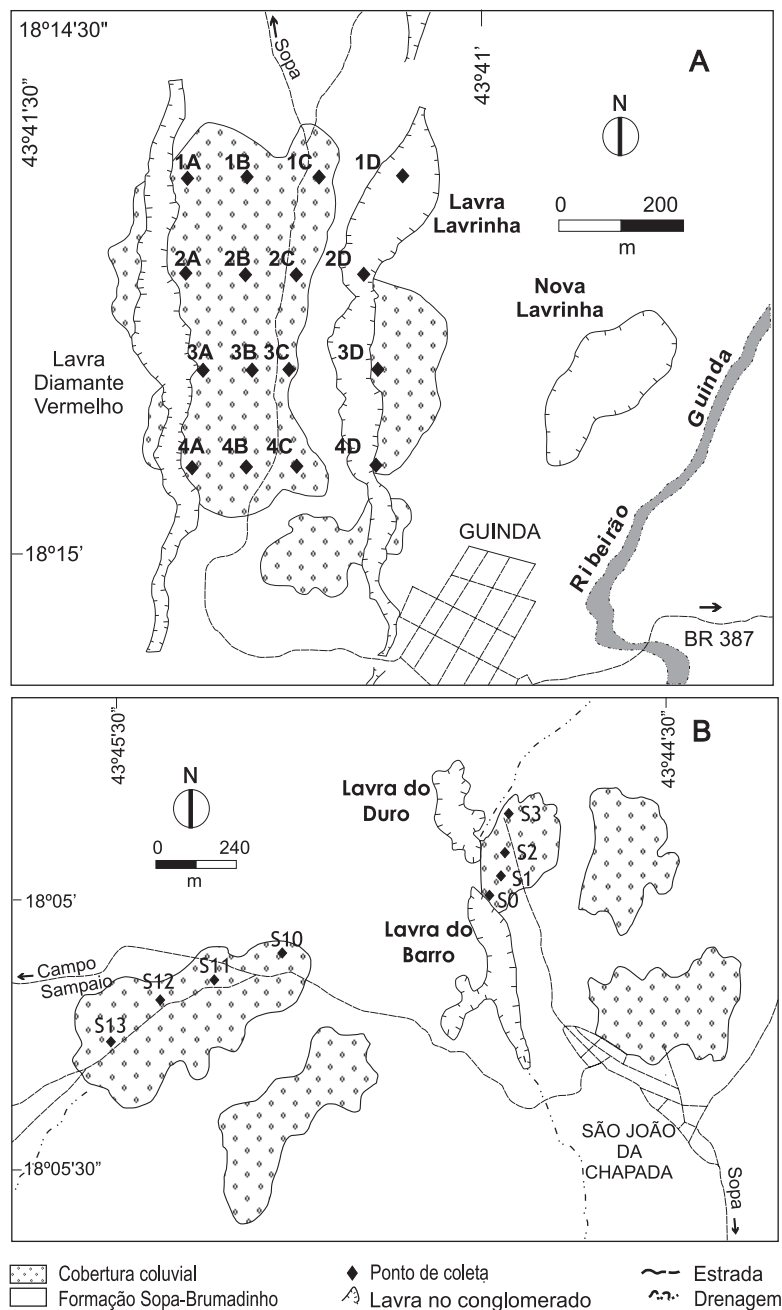 18º14'30"
43º41'30"
Sopa
43º41'
A
N
0 200
m
1A 1B 1C 1D
Lavra
Lavrinha
2A 2B 2C 2D
Nova
Lavrinha
3A 3B 3C 3D
Lavra
Diamante
Vermelho
Guinda
4A 4B 4C 4D
18º15'
GUINDA
Ribeirão
BR 387
43º45'30"
43º44'30"
B
N
0 240
m
Lavra do
Duro
S3
S2
S1
S0
18º05'
Lavra do
Barro
Campo
Sampaio
S10
S11
S12
S13
SÃO JOÃO
DA
CHAPADA
18º05'30"
Sopa
Cobertura coluvial
Ponto de coleta
Estrada
Formação Sopa-Brumadinho
Lavra no conglomerado
Drenagem